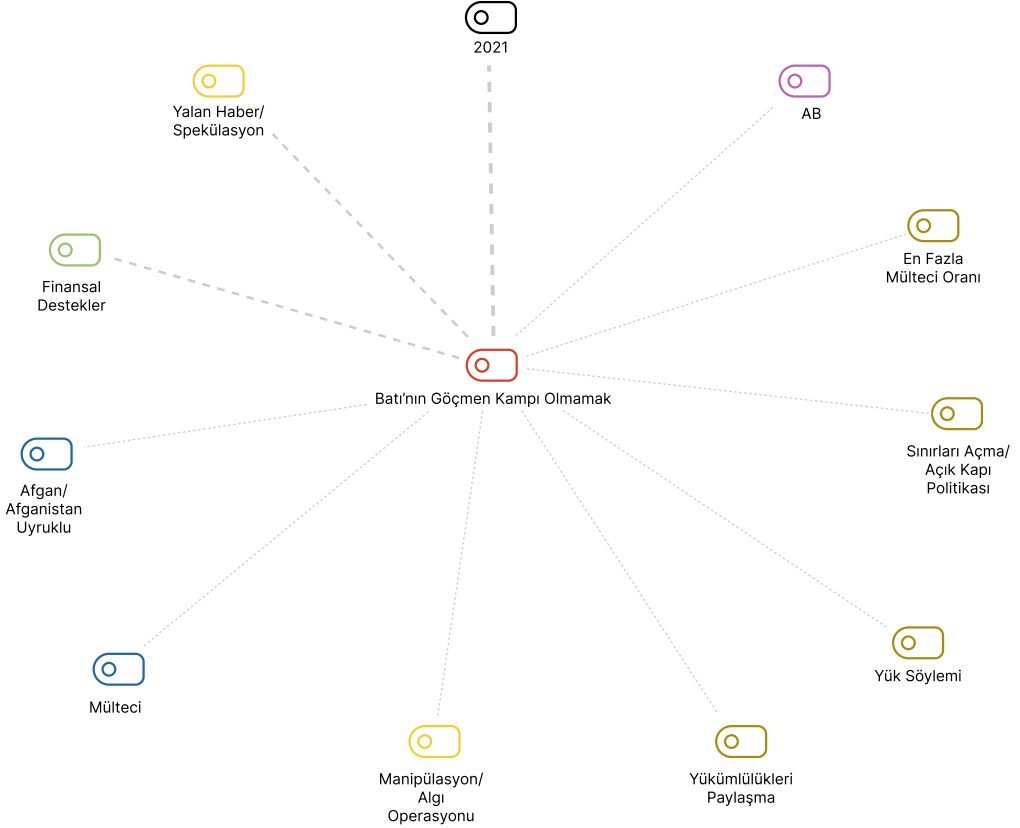 2021
Yalan Haber/
Spekülasyon
AB
En Fazla
Mülteci Oranı
Finansal
Destekler
Batı’nın Göçmen Kampı Olmamak
Sınırları Açma/
Açık Kapı
Politikası
Afgan/
Afganistan
Uyruklu
Yük Söylemi
Mülteci
Manipülasyon/
Algı
Operasyonu
Yükümlülükleri
Paylaşma